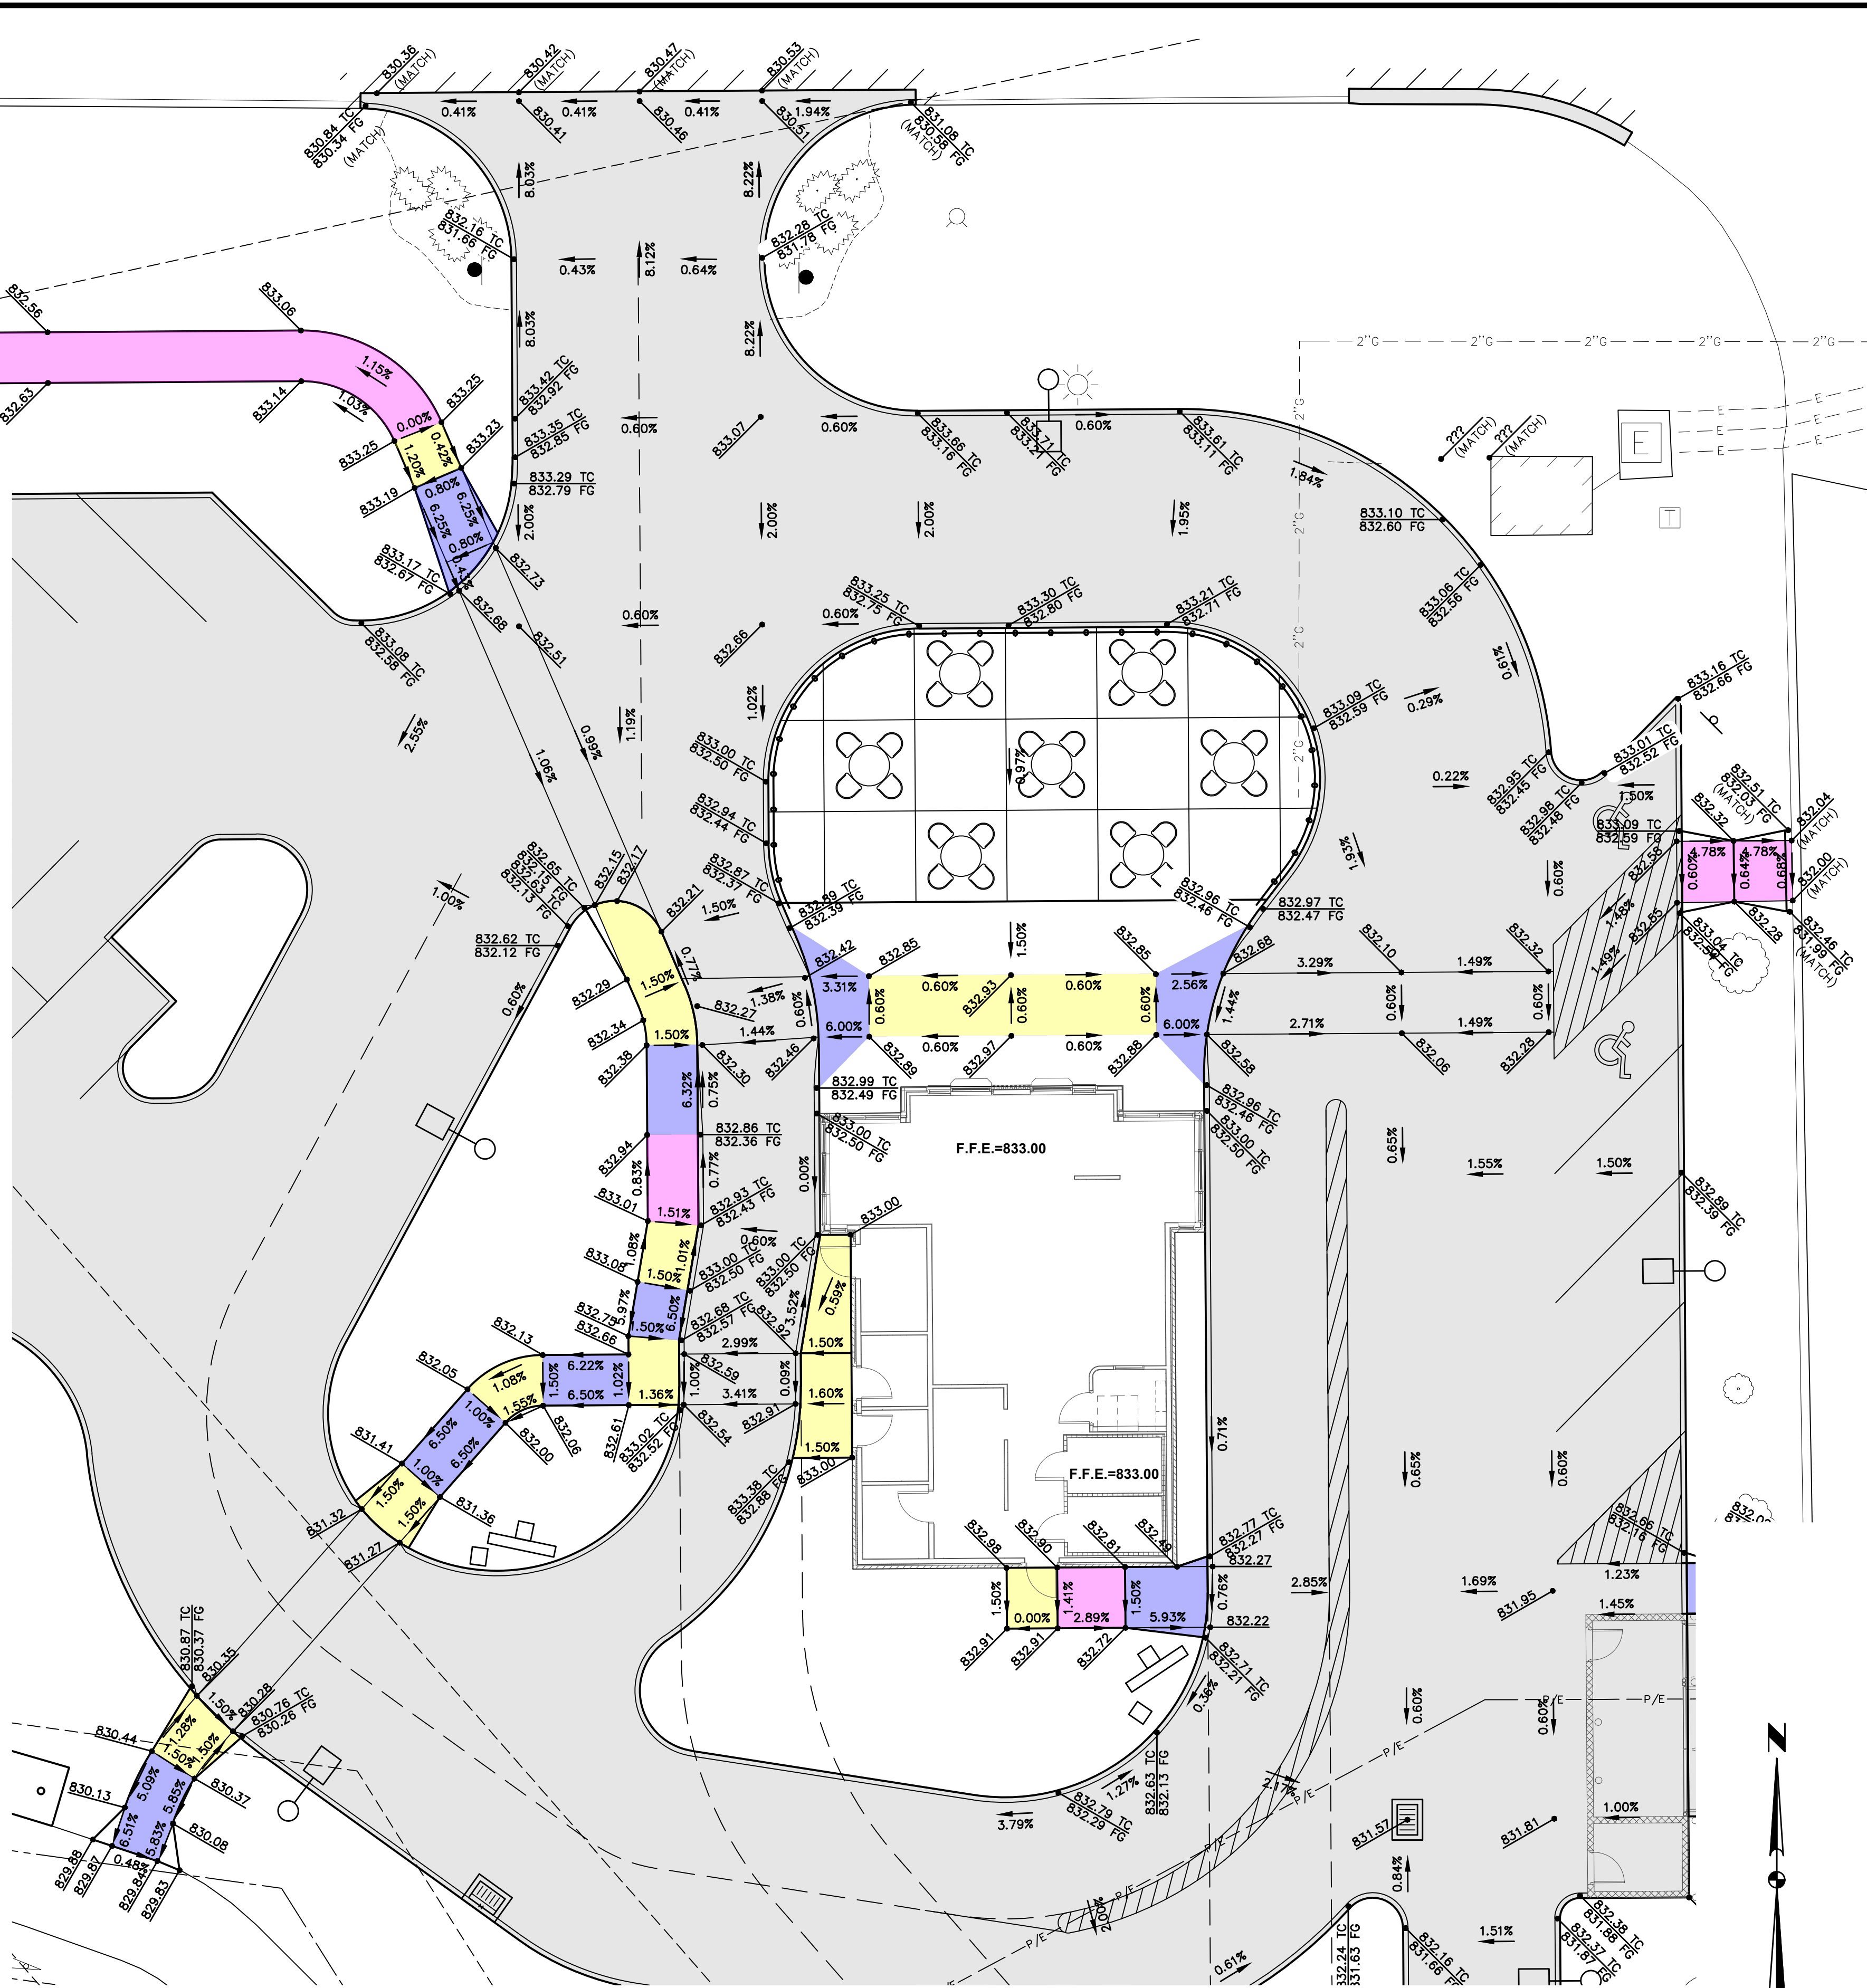 830.36
(MATCH)
830.42
(MATCH)
830.47
(MATCH)
830.53
(MATCH)
0.41%
0.41%
0.41%
1.94%
830.41
830.46
830.51
830.84 TC
830.34 FG
(MATCH)
831.08 TC
830.58 FG
(MATCH)
8.03%
8.22%
832.16 TC
831.66 FG
832.28 TC
831.78 FG
0.43%
8.12%
0.64%
832.56
833.06
8.03%
8.22%
2"G
2"G
2"G
2"G
2"G
1.15%
1.03%
832.63
833.14
833.25
0.00%
833.25
833.42 TC
832.92 FG
0.60%
833.07
0.60%
833.66 TC
833.16 FG
833.71 TC
833.21 FG
0.60%
833.61 TC
833.11 FG
2"G
???
(MATCH)
???
(MATCH)
E
E
E
E
E
E
E
0.42%
1.20%
833.23
833.35 TC
832.85 FG
833.19
0.80%
833.29 TC
832.79 FG
1.84%
6.25%
6.25%
2.00%
2.00%
2.00%
1.95%
2"G
833.10 TC
832.60 FG
T
0.80%
0.43%
833.17 TC
832.67 FG
832.73
832.68
833.06 TC
832.56 FG
833.08 TC
832.58 FG
832.51
0.60%
832.66
0.60%
833.25 TC
832.75 FG
833.30 TC
832.80 FG
833.21 TC
832.71 FG
2"G
0.61%
833.16 TC
832.66 FG
2.55%
1.06%
0.99%
1.19%
1.02%
833.09 TC
832.59 FG
0.29%
2"G
833.00 TC
832.50 FG
0.97%
0.22%
832.95 TC
832.45 FG
833.01 TC
832.52 FG
832.98 TC
832.48 FG
1.50%
832.51 TC
832.03 FG
(MATCH)
832.32
832.04
(MATCH)
832.94 TC
832.44 FG
1.93%
833.09 TC
832.59 FG
832.58
4.78%
4.78%
0.60%
0.64%
0.68%
832.00
(MATCH)
1.00%
832.65 TC
832.15 FG
832.63 TC
832.13 FG
832.15
832.17
832.21
1.50%
832.87 TC
832.37 FG
832.89 TC
832.39 FG
832.96 TC
832.46 FG
832.97 TC
832.47 FG
0.60%
1.48%
832.55
832.28
832.46 TC
831.99 FG
(MATCH)
833.04 TC
832.54 FG
832.62 TC
832.12 FG
0.77%
832.42
832.85
1.50%
832.85
832.68
832.10
832.32
1.49%
0.60%
832.29
1.50%
1.38%
3.31%
0.60%
832.93
0.60%
2.56%
3.29%
1.49%
832.27
0.60%
0.60%
0.60%
0.60%
1.44%
0.60%
0.60%
832.34
1.50%
1.44%
6.00%
0.60%
0.60%
6.00%
2.71%
1.49%
832.38
832.30
832.46
832.89
832.97
832.88
832.58
832.06
832.28
6.32%
0.75%
832.99 TC
832.49 FG
832.96 TC
832.46 FG
832.86 TC
832.36 FG
833.00 TC
832.50 FG
F.F.E.=833.00
833.00 TC
832.50 FG
0.65%
832.94
0.83%
0.77%
0.00%
1.55%
1.50%
833.01
1.51%
832.93 TC
832.43 FG
832.89 TC
832.39 FG
833.00
0.60%
1.08%
1.01%
833.08
1.50%
833.00 TC
832.50 FG
833.00 TC
832.50 FG
0.59%
5.97%
6.50%
3.52%
832.75
1.50%
832.68 TC
832.57 FG
832.92
832.66
2.99%
1.50%
832.13
832.05
1.08%
6.22%
1.50%
1.02%
832.59
1.00%
0.09%
1.00%
1.55%
6.50%
1.36%
3.41%
1.60%
6.50%
832.00
832.06
832.61
833.02 TC
832.52 FG
832.54
832.91
0.71%
831.41
1.00%
6.50%
1.50%
833.00
833.38 TC
832.88 FG
F.F.E.=833.00
0.65%
0.60%
1.50%
831.36
831.32
1.50%
831.27
832.98
832.90
832.81
832.49
832.77 TC
832.27 FG
832.27
832.66 TC
832.16 FG
1.23%
1.50%
1.41%
1.50%
0.76%
2.85%
1.69%
831.95
1.45%
0.00%
2.89%
5.93%
832.22
832.91
832.91
832.72
832.71 TC
832.21 FG
830.87 TC
830.37 FG
830.35
0.36%
0.60%
0.60%
P/E
P/E
1.50%
830.28
830.76 TC
830.26 FG
830.44
1.28%
1.50%
1.50%
P/E
N
5.09%
5.85%
830.37
830.13
1.27%
2.17%
P/E
832.63 TC
832.13 FG
832.79 TC
832.29 FG
3.79%
6.51%
5.83%
830.08
831.57
831.81
1.00%
P/E
0.48%
829.88
829.87
829.84
829.83
0.84%
P/E
2.00%
832.38 TC
831.88 FG
832.37 TC
831.87 FG
P/E
832.24 TC
831.63 FG
832.16 TC
831.66 FG
1.51%
0.61%
P/E